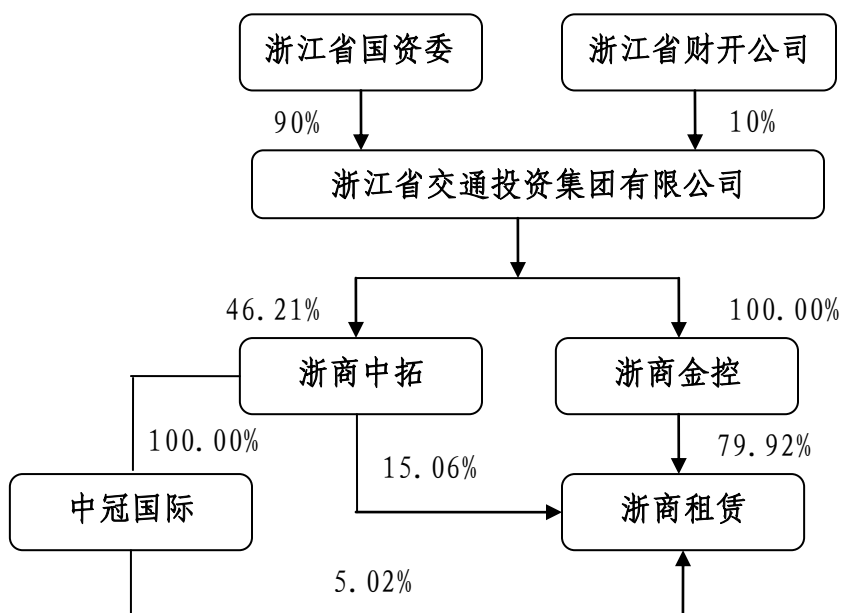 浙江省国资委
浙江省财开公司
90%
10%
浙江省交通投资集团有限公司
46.21%
100.00%
浙商中拓
浙商金控
100.00%
15.06%
79.92%
中冠国际
浙商租赁
5.02%